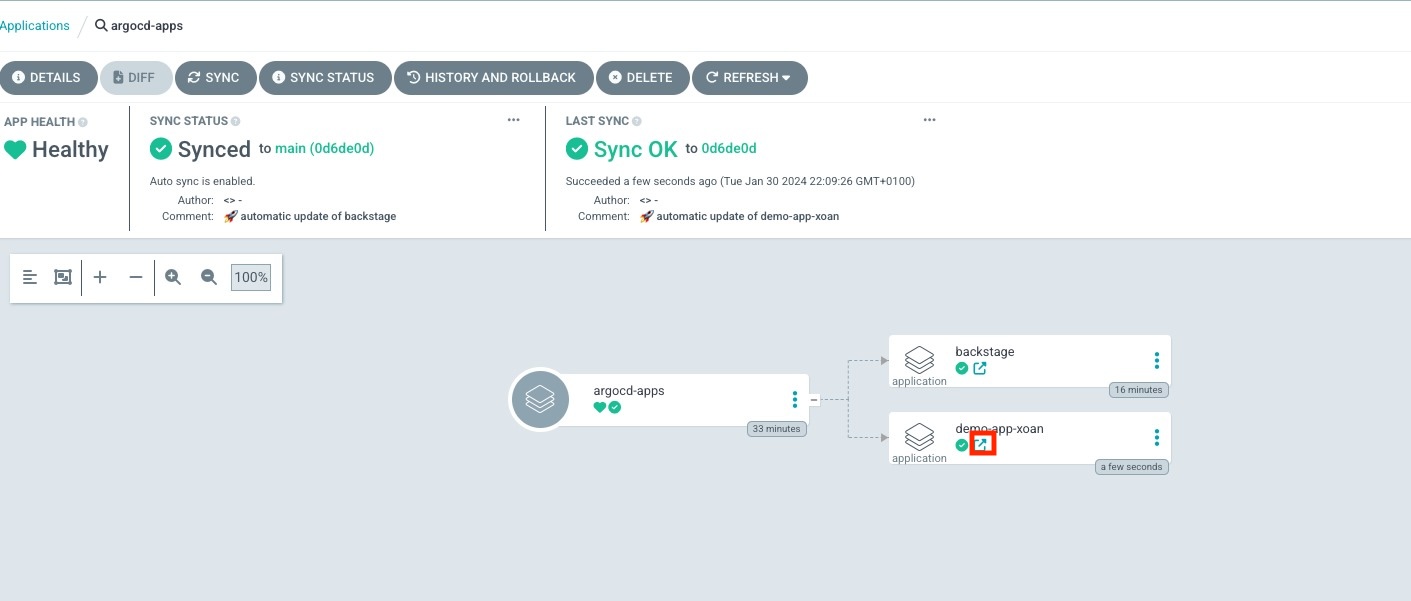 Applications / argocd-apps
DETAILS DIFF SYNC SYNC STATUS HISTORY AND ROLLBACK DELETE REFRESH
APP HEALTH
Healthy
SYNC STATUS
Synced to main (0d6de0d)
Auto sync is enabled.
Author: <> -
Comment: 🚀 automatic update of backstage
LAST SYNC
Sync OK to 0d6de0d
Succeeded a few seconds ago (Tue Jan 30 2024 22:09:26 GMT+0100)
Author: <> -
Comment: 🚀 automatic update of demo-app-xoan
100%
argocd-apps
33 minutes
backstage
application
16 minutes
demo-app-xoan
application
a few seconds